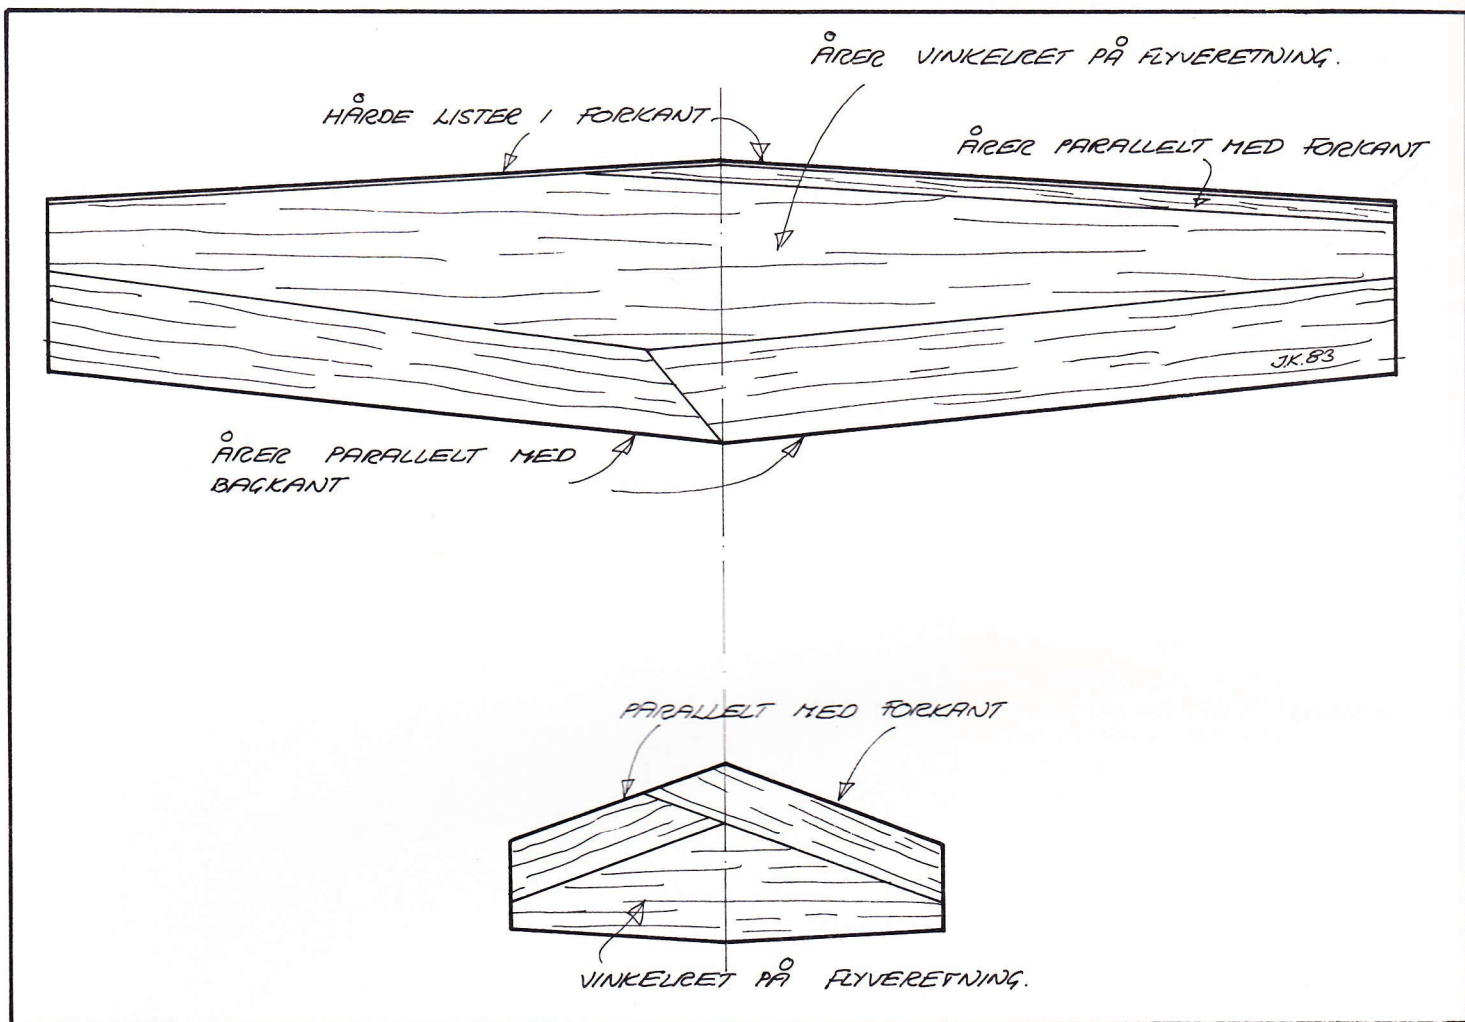 ÅRER VINKELRET PÅ FLYVERETNING.
HÅRDE LISTER I FORKANT
ÅRER PARALLELT MED FORKANT
J.K.83
ÅRER PARALLELT MED
BAGKANT
PARALLELT MED FORKANT
VINKELRET PÅ FLYVERETNING.